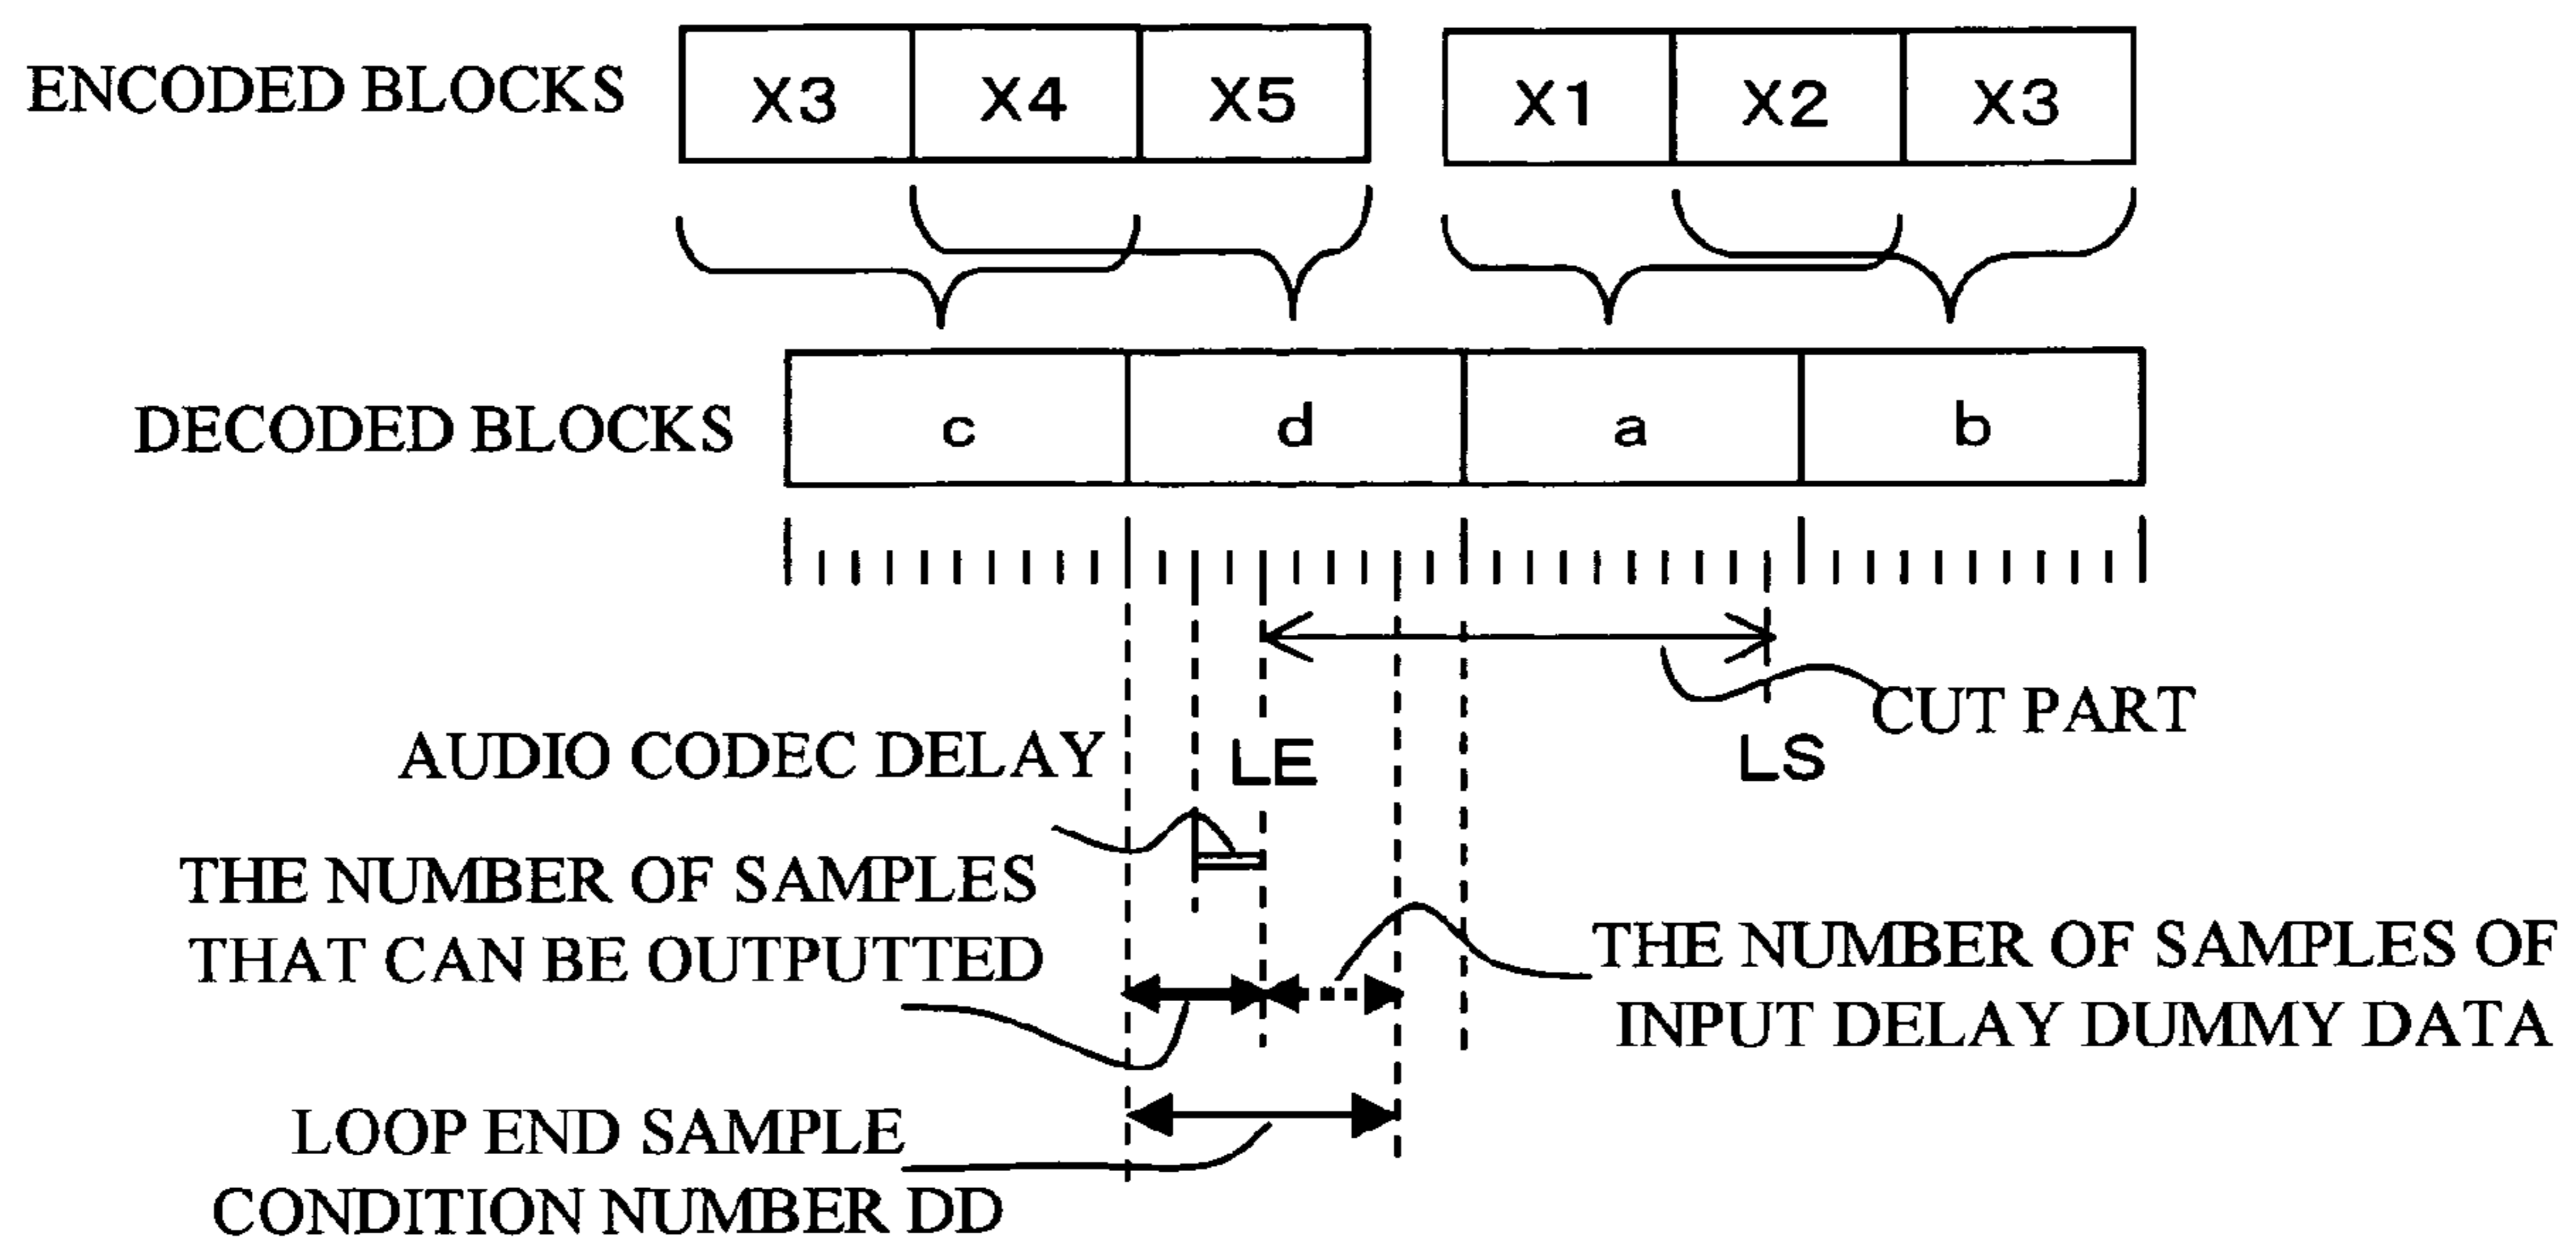 ENCODED BLOCKS
X3 X4 X5 X1 X2 X3
DECODED BLOCKS
c d a b
CUT PART
AUDIO CODEC DELAY
LE
LS
THE NUMBER OF SAMPLES
THAT CAN BE OUTPUTTED
THE NUMBER OF SAMPLES OF
INPUT DELAY DUMMY DATA
LOOP END SAMPLE
CONDITION NUMBER DD